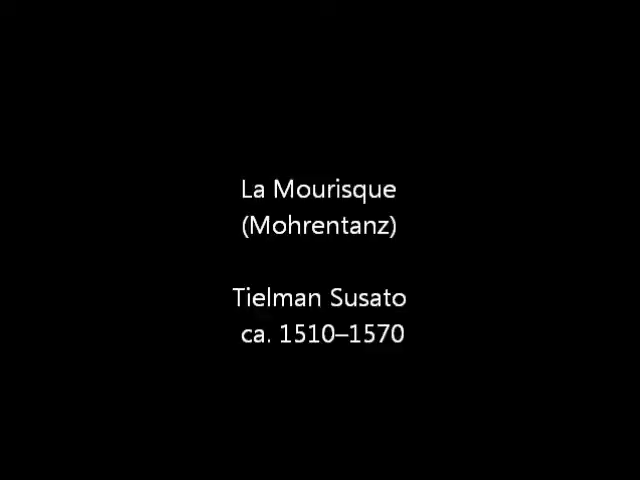 La Mourisque
(Mohrentanz)
Tielman Susato
ca. 1510–1570